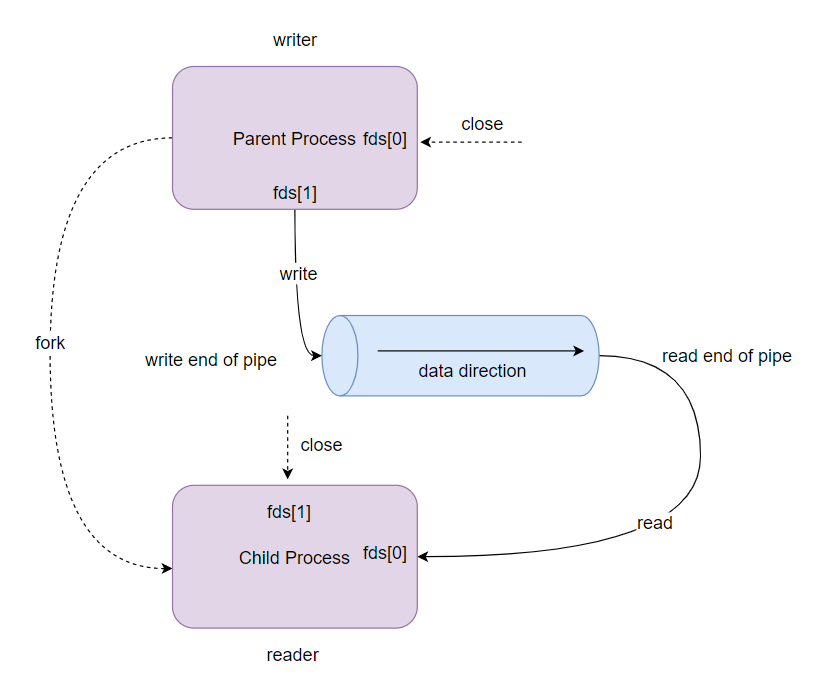 writer
close
Parent Process fds[0]
fds[1]
write
fork
write end of pipe
data direction
read end of pipe
close
fds[1]
read
Child Process fds[0]
reader